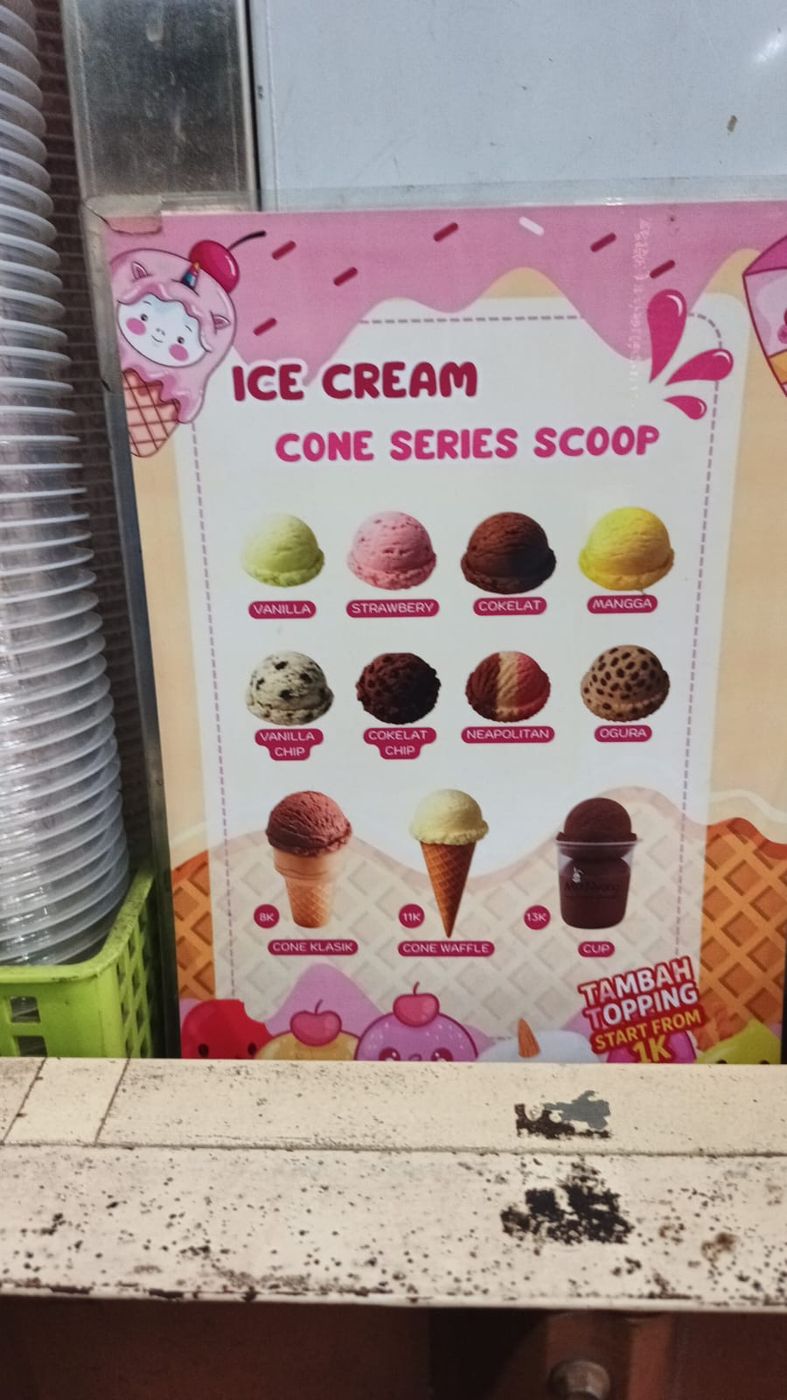 ICE CREAM
CONE SERIES SCOOP
VANILLA
STRAWBERY
COKELAT
MANGGA
VANILLA
CHIP
COKELAT
CHIP
NEAPOLITAN
OGURA
8K
11K
13K
CONE KLASIK
CONE WAFFLE
CUP
TAMBAH
TOPPING
START FROM
1K